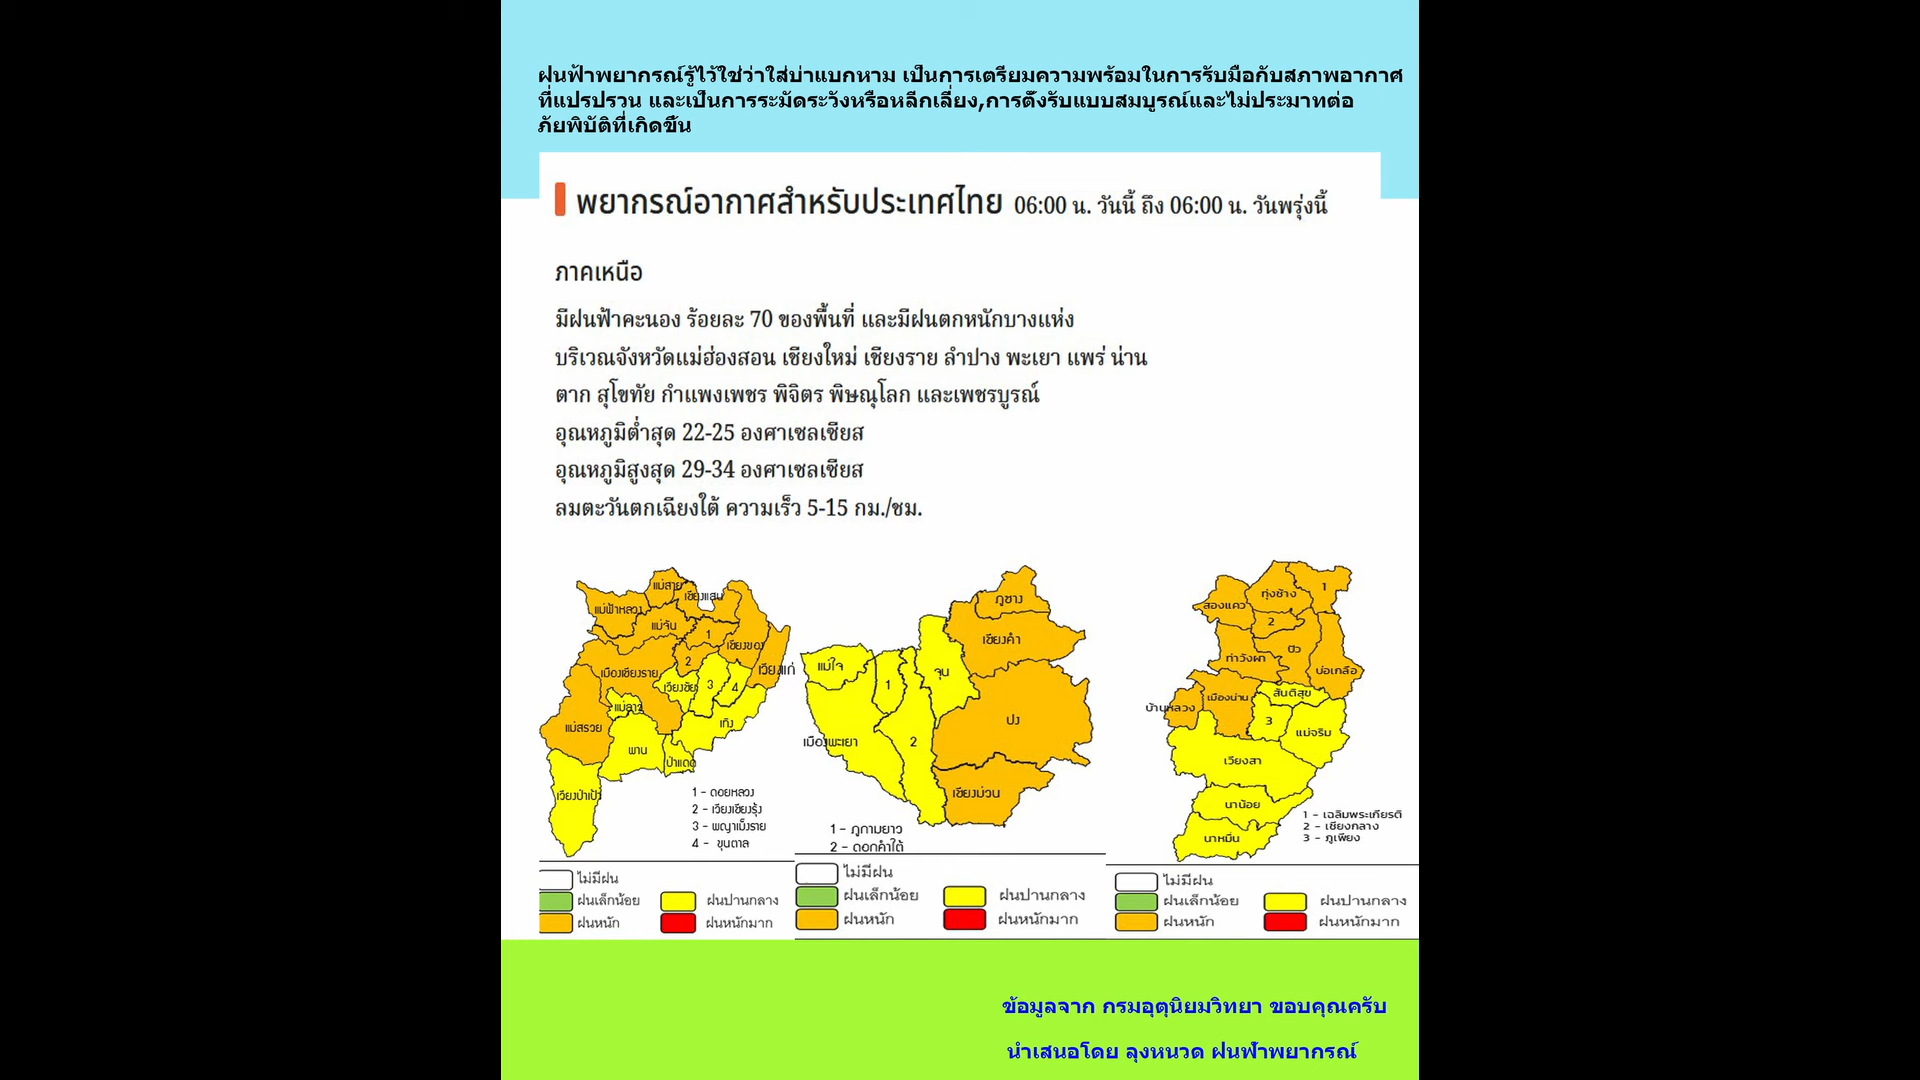 ฝนฟ้าพยากรณ์รู้ไว้ใช่ว่าใส่บ่าแบกหาม เป็นการเตรียมความพร้อมในการรับมือกับสภาพอากาศ
ที่แปรปรวน และเป็นการระมัดระวังหรือหลีกเลี่ยง,การตั้งรับแบบสมบูรณ์และไม่ประมาทต่อ
ภัยพิบัติที่เกิดขึ้น
พยากรณ์อากาศสำหรับประเทศไทย 06:00 น. วันนี้ ถึง 06:00 น. วันพรุ่งนี้
ภาคเหนือ
มีฝนฟ้าคะนอง ร้อยละ 70 ของพื้นที่ และมีฝนตกหนักบางแห่ง
บริเวณจังหวัดแม่ฮ่องสอน เชียงใหม่ เชียงราย ลำปาง พะเยา แพร่ น่าน
ตาก สุโขทัย กำแพงเพชร พิจิตร พิษณุโลก และเพชรบูรณ์
อุณหภูมิต่ำสุด 22-25 องศาเซลเซียส
อุณหภูมิสูงสุด 29-34 องศาเซลเซียส
ลมตะวันตกเฉียงใต้ ความเร็ว 5-15 กม./ชม.
แม่สาย
เชียงแสน
แม่ฟ้าหลวง
แม่จัน
1
เชียงของ
2
เวียงแก่
เมืองเชียงราย
เวียงชัย
3
4
แม่ลาว
เทิง
แม่สรวย
พาน
ป่าแดด
เวียงป่าเป้า
1 - ดอยหลวง
2 - เวียงเชียงรุ้ง
3 - พญาเม็งราย
4 - ขุนตาล
ไม่มีฝน
ฝนเล็กน้อย
ฝนปานกลาง
ฝนหนัก
ฝนหนักมาก
ภูซาง
เชียงคำ
แม่ใจ
จุน
1
ปง
เมืองพะเยา
2
เชียงม่วน
1 - ภูกามยาว
2 - ดอกคำใต้
ไม่มีฝน
ฝนเล็กน้อย
ฝนปานกลาง
ฝนหนัก
ฝนหนักมาก
1
ทุ่งช้าง
สองแคว
2
ปัว
ท่าวังผา
บ่อเกลือ
สันติสุข
เมืองน่าน
บ้านหลวง
3
แม่จริม
เวียงสา
นาน้อย
นาหมื่น
1 - เฉลิมพระเกียรติ
2 - เชียงกลาง
3 - ภูเพียง
ไม่มีฝน
ฝนเล็กน้อย
ฝนปานกลาง
ฝนหนัก
ฝนหนักมาก
ข้อมูลจาก กรมอุตุนิยมวิทยา ขอบคุณครับ
นำเสนอโดย ลุงหนวด ฝนฟ้าพยากรณ์